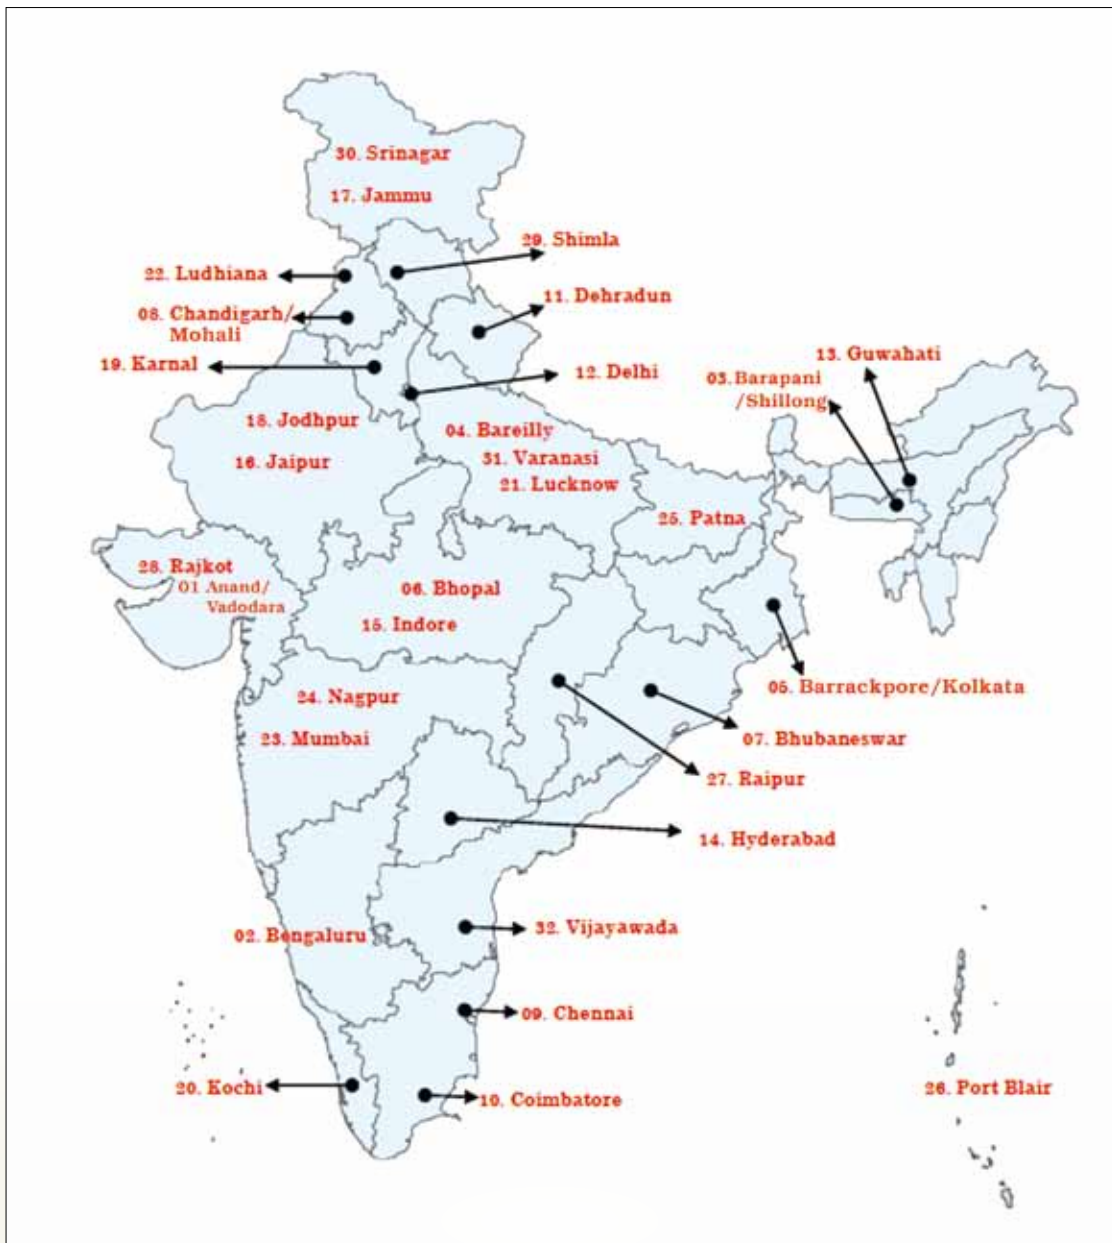 30. Srinagar
17. Jammu
29. Shimla
22. Ludhiana
11. Dehradun
08. Chandigarh/
Mohali
13. Guwahati
19. Karnal
12. Delhi
03. Barapani
/Shillong
18. Jodhpur
04. Bareilly
16. Jaipur
31. Varanasi
21. Lucknow
25. Patna
28. Rajkot
01 Anand/
Vadodara
06. Bhopal
15. Indore
05. Barrackpore/Kolkata
24. Nagpur
23. Mumbai
07. Bhubaneswar
27. Raipur
14. Hyderabad
02. Bengaluru
32. Vijayawada
09. Chennai
20. Kochi
10. Coimbatore
26. Port Blair